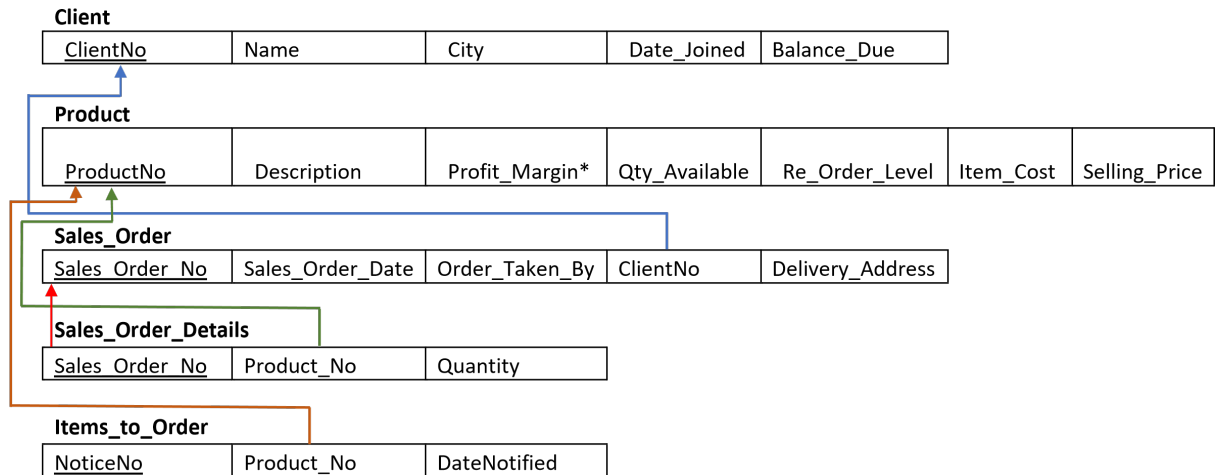 Client
ClientNo Name City Date_Joined Balance_Due
Product
ProductNo Description Profit_Margin* Qty_Available Re_Order_Level Item_Cost Selling_Price
Sales_Order
Sales_Order_No Sales_Order_Date Order_Taken_By ClientNo Delivery_Address
Sales_Order_Details
Sales_Order_No Product_No Quantity
Items_to_Order
NoticeNo Product_No DateNotified